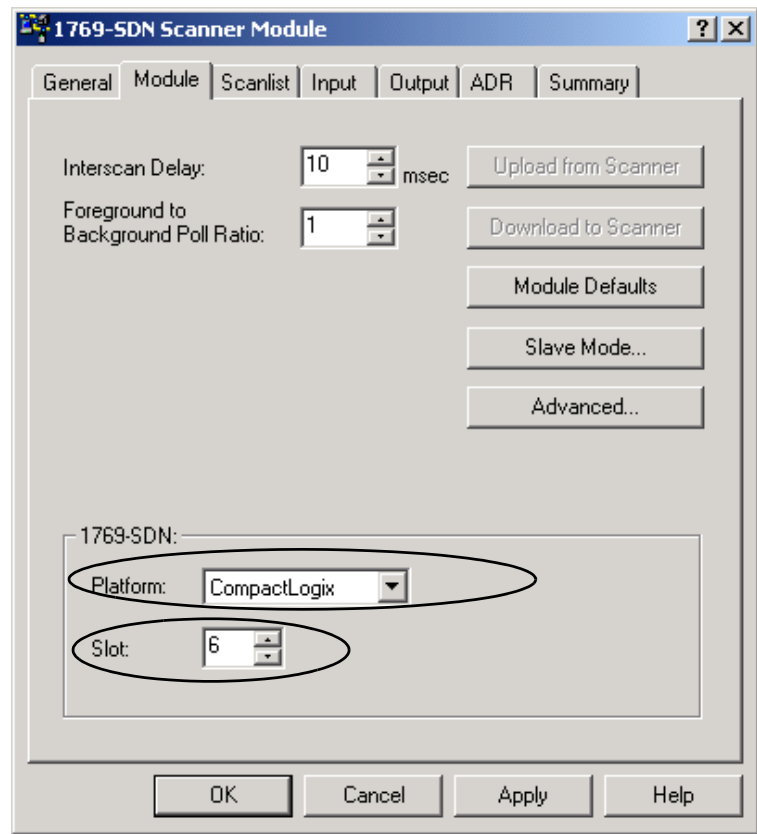 1769-SDN Scanner Module
? X
General Module Scanlist Input Output ADR Summary
Interscan Delay: 10 msec Upload from Scanner
Foreground to
Background Poll Ratio: 1 Download to Scanner
Module Defaults
Slave Mode...
Advanced...
1769-SDN:
Platform: CompactLogix
Slot: 6
OK Cancel Apply Help